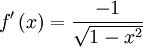 f′(x) = −1 / √(1 − x²)